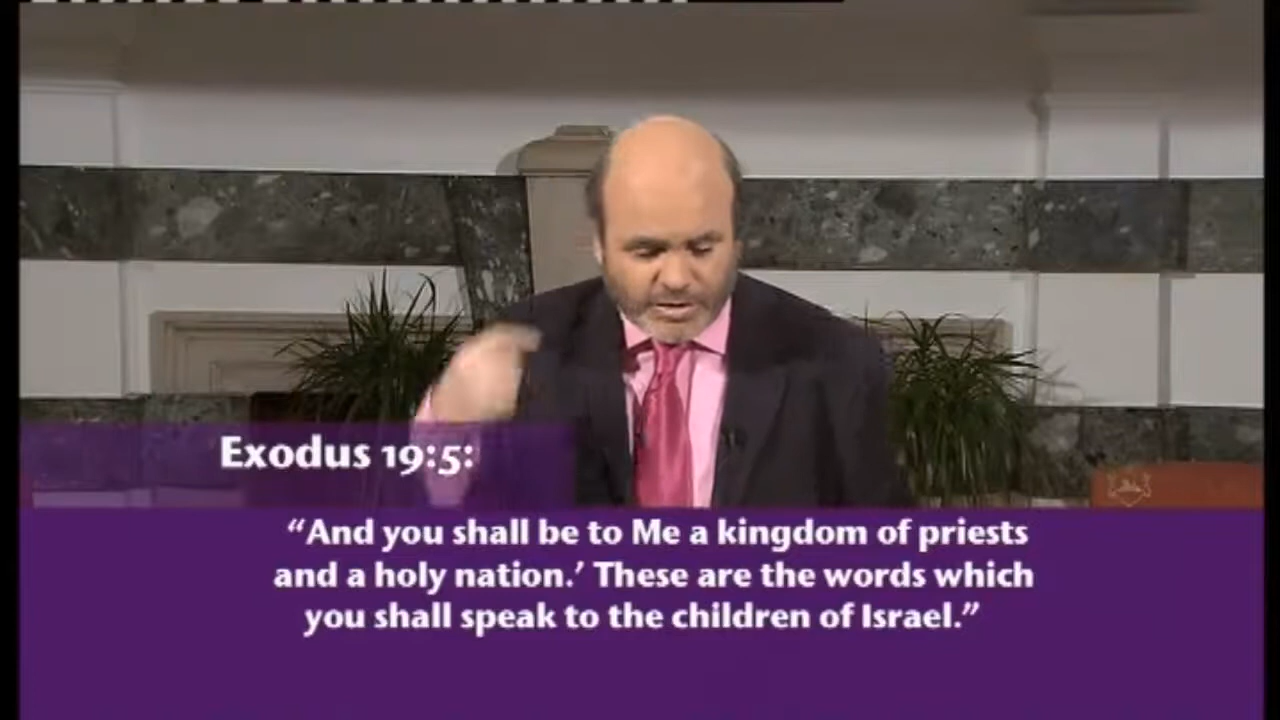 Exodus 19:5:
“And you shall be to Me a kingdom of priests
and a holy nation.’ These are the words which
you shall speak to the children of Israel.”